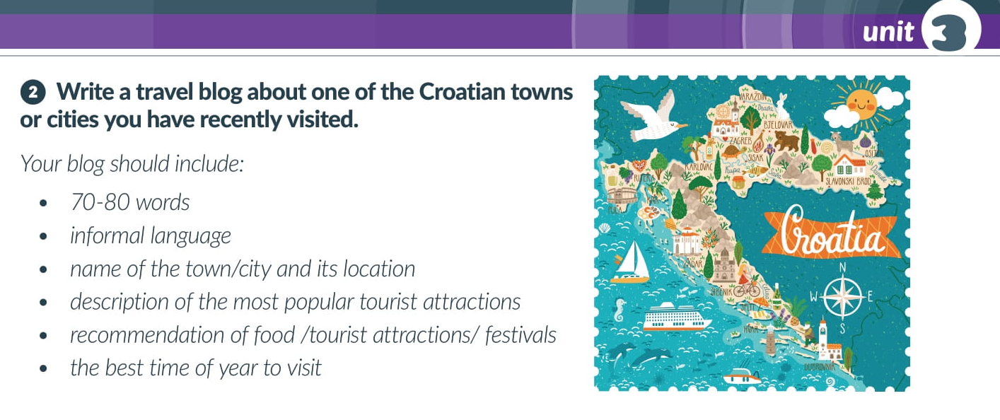 unit 3
2 Write a travel blog about one of the Croatian towns
or cities you have recently visited.
Your blog should include:
• 70-80 words
• informal language
• name of the town/city and its location
• description of the most popular tourist attractions
• recommendation of food /tourist attractions/ festivals
• the best time of year to visit
VARAŽDIN
Drava
BJELOVAR
ZAGREB
OSIJEK
SISAK
KARLOVAC
Kupa
Sava
Danube
RIJEKA
SLAVONSKI BROD
KRK
PULA
Croatia
ZADAR
N
W
E
S
ŠIBENIK
SPLIT
HVAR
DUBROVNIK